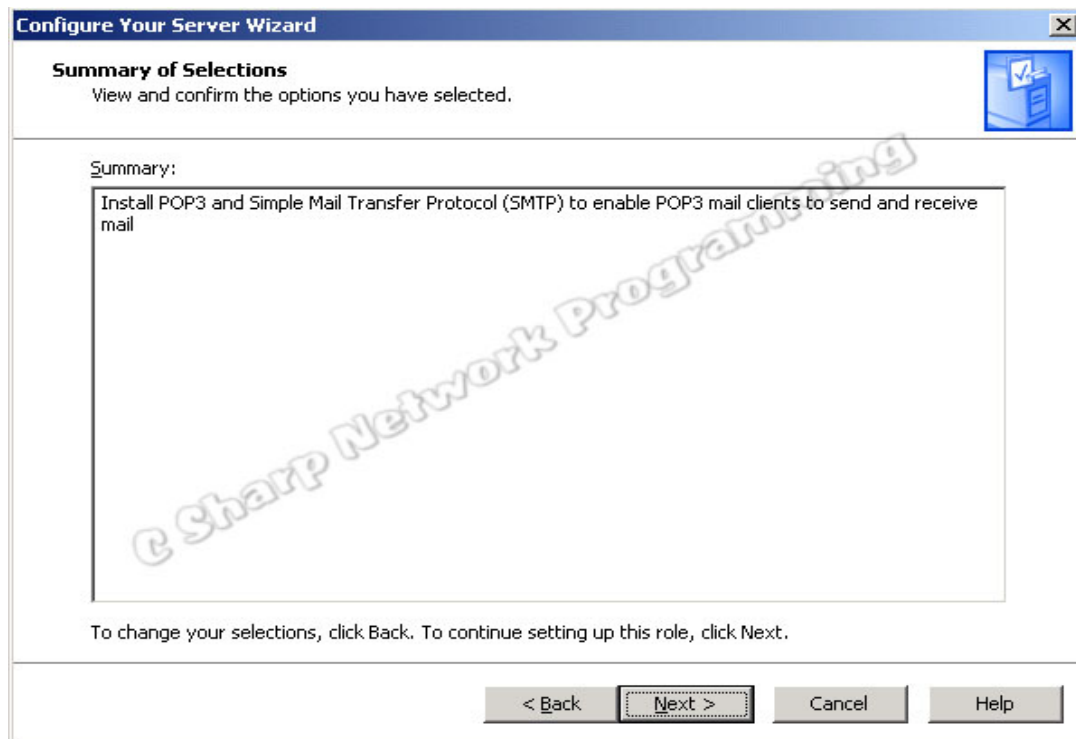 Configure Your Server Wizard
Summary of Selections
View and confirm the options you have selected.
Summary:
Install POP3 and Simple Mail Transfer Protocol (SMTP) to enable POP3 mail clients to send and receive
mail
C Sharp Network Programming
To change your selections, click Back. To continue setting up this role, click Next.
< Back
Next >
Cancel
Help